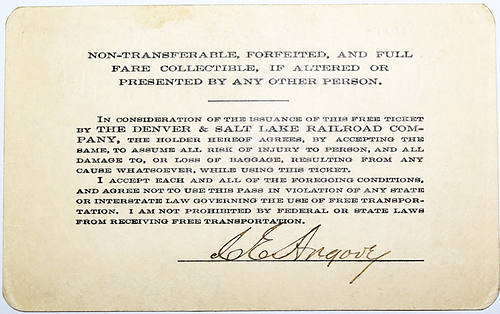 NON-TRANSFERABLE, FORFEITED, AND FULL
FARE COLLECTIBLE, IF ALTERED OR
PRESENTED BY ANY OTHER PERSON.
IN CONSIDERATION OF THE ISSUANCE OF THIS FREE TICKET
BY THE DENVER & SALT LAKE RAILROAD COM-
PANY, THE HOLDER HEREOF AGREES, BY ACCEPTING THE
SAME, TO ASSUME ALL RISK OF INJURY TO PERSON, AND ALL
DAMAGE TO, OR LOSS OF BAGGAGE, RESULTING FROM ANY
CAUSE WHATSOEVER, WHILE USING THIS TICKET.
I ACCEPT EACH AND ALL OF THE FOREGOING CONDITIONS,
AND AGREE NOT TO USE THIS PASS IN VIOLATION OF ANY STATE
OR INTERSTATE LAW GOVERNING THE USE OF FREE TRANSPOR-
TATION. I AM NOT PROHIBITED BY FEDERAL OR STATE LAWS
FROM RECEIVING FREE TRANSPORTATION.